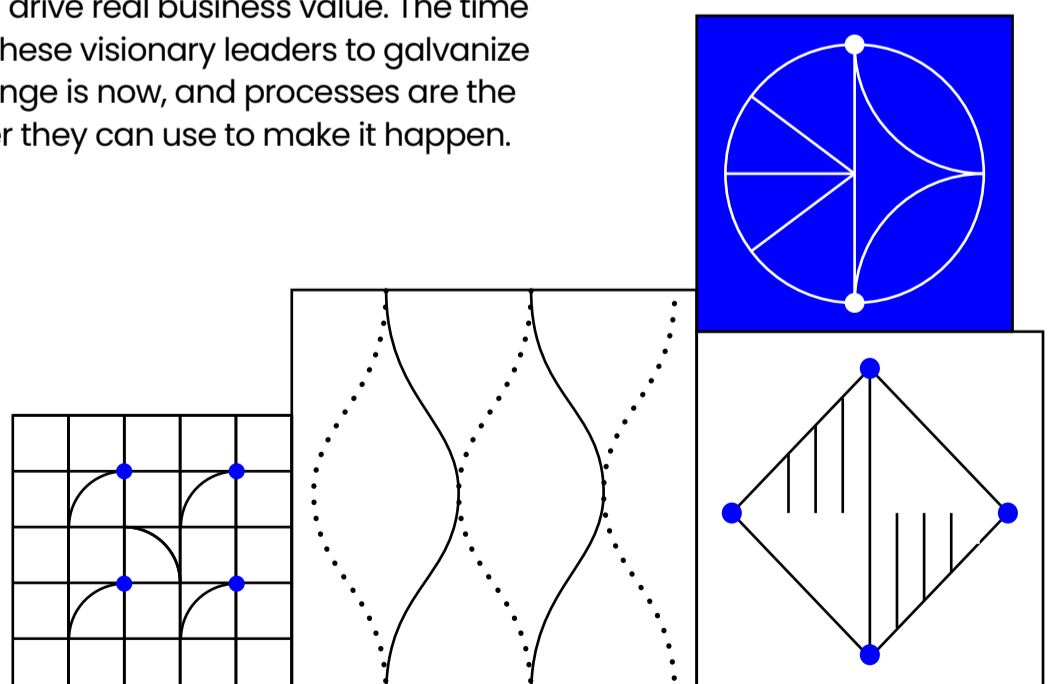 drive real business value. The time
hese visionary leaders to galvanize
nge is now, and processes are the
r they can use to make it happen.